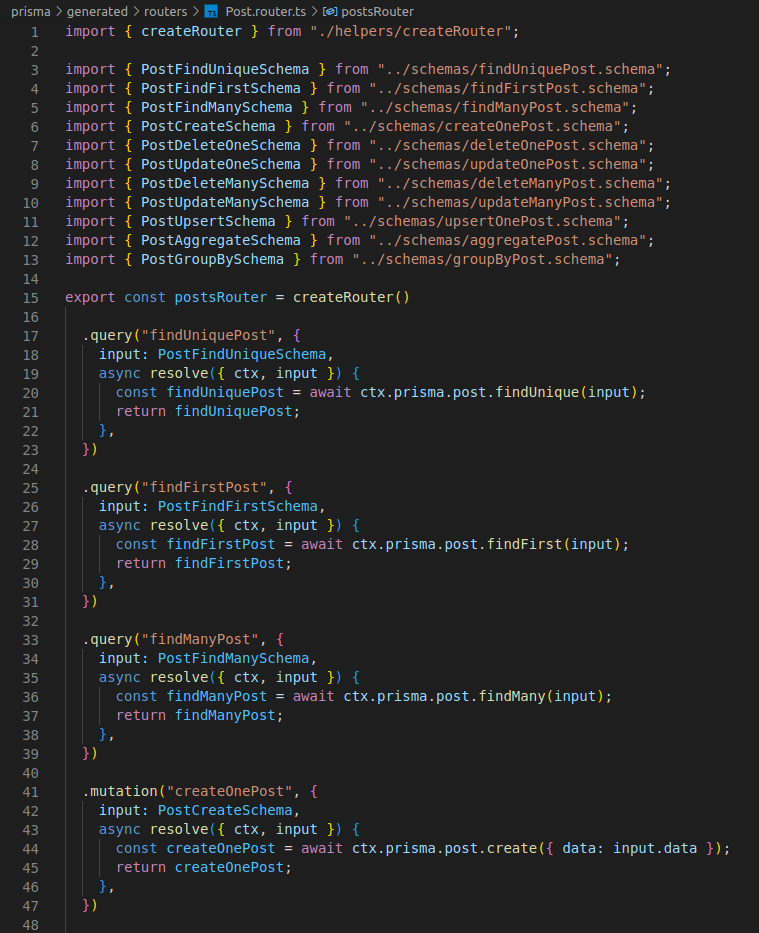 prisma > generated > routers > TS Post.router.ts > postsRouter
1 import { createRouter } from "./helpers/createRouter";
2
3 import { PostFindUniqueSchema } from "../schemas/findUniquePost.schema";
4 import { PostFindFirstSchema } from "../schemas/findFirstPost.schema";
5 import { PostFindManySchema } from "../schemas/findManyPost.schema";
6 import { PostCreateSchema } from "../schemas/createOnePost.schema";
7 import { PostDeleteOneSchema } from "../schemas/deleteOnePost.schema";
8 import { PostUpdateOneSchema } from "../schemas/updateOnePost.schema";
9 import { PostDeleteManySchema } from "../schemas/deleteManyPost.schema";
10 import { PostUpdateManySchema } from "../schemas/updateManyPost.schema";
11 import { PostUpsertSchema } from "../schemas/upsertOnePost.schema";
12 import { PostAggregateSchema } from "../schemas/aggregatePost.schema";
13 import { PostGroupBySchema } from "../schemas/groupByPost.schema";
14
15 export const postsRouter = createRouter()
16
17   .query("findUniquePost", {
18     input: PostFindUniqueSchema,
19     async resolve({ ctx, input }) {
20       const findUniquePost = await ctx.prisma.post.findUnique(input);
21       return findUniquePost;
22     },
23   })
24
25   .query("findFirstPost", {
26     input: PostFindFirstSchema,
27     async resolve({ ctx, input }) {
28       const findFirstPost = await ctx.prisma.post.findFirst(input);
29       return findFirstPost;
30     },
31   })
32
33   .query("findManyPost", {
34     input: PostFindManySchema,
35     async resolve({ ctx, input }) {
36       const findManyPost = await ctx.prisma.post.findMany(input);
37       return findManyPost;
38     },
39   })
40
41   .mutation("createOnePost", {
42     input: PostCreateSchema,
43     async resolve({ ctx, input }) {
44       const createOnePost = await ctx.prisma.post.create({ data: input.data });
45       return createOnePost;
46     },
47   })
48